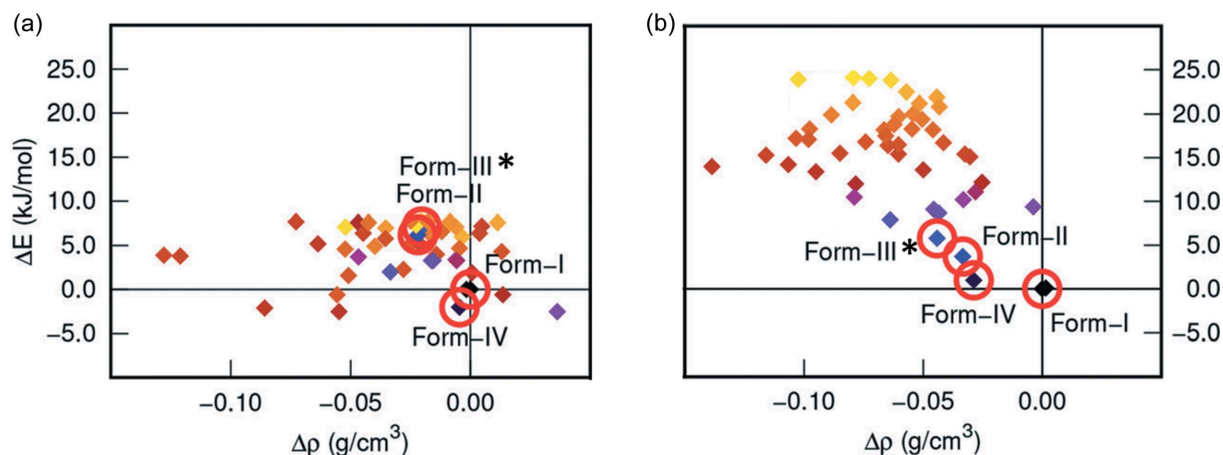 (a)
25.0
20.0
15.0
10.0
5.0
0.0
−5.0
ΔE (kJ/mol)
Form−III *
Form−II
Form−I
Form−IV
−0.10
−0.05
0.00
Δρ (g/cm³)
(b)
25.0
20.0
15.0
10.0
5.0
0.0
−5.0
Form−III *
Form−II
Form−IV
Form−I
−0.10
−0.05
0.00
Δρ (g/cm³)